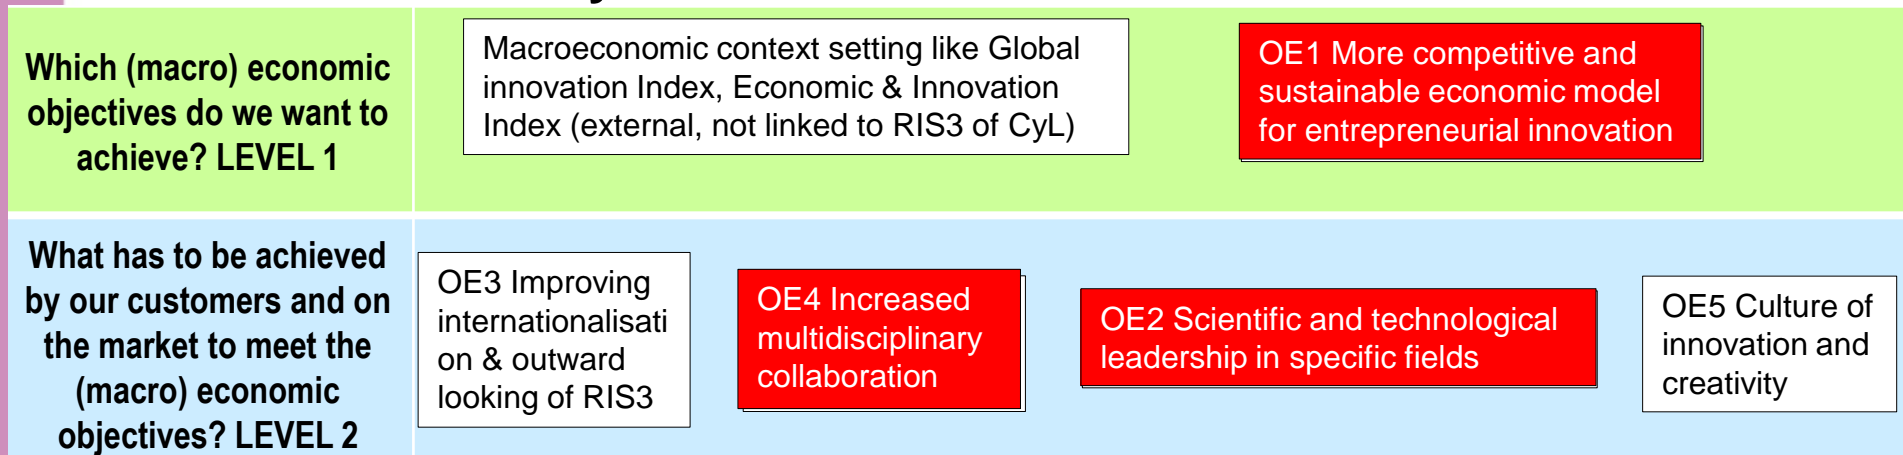 Which (macro) economic
objectives do we want to
achieve? LEVEL 1
Macroeconomic context setting like Global
innovation Index, Economic & Innovation
Index (external, not linked to RIS3 of CyL)
OE1 More competitive and
sustainable economic model
for entrepreneurial innovation
What has to be achieved
by our customers and on
the market to meet the
(macro) economic
objectives? LEVEL 2
OE3 Improving
internationalisati
on & outward
looking of RIS3
OE4 Increased
multidisciplinary
collaboration
OE2 Scientific and technological
leadership in specific fields
OE5 Culture of
innovation and
creativity